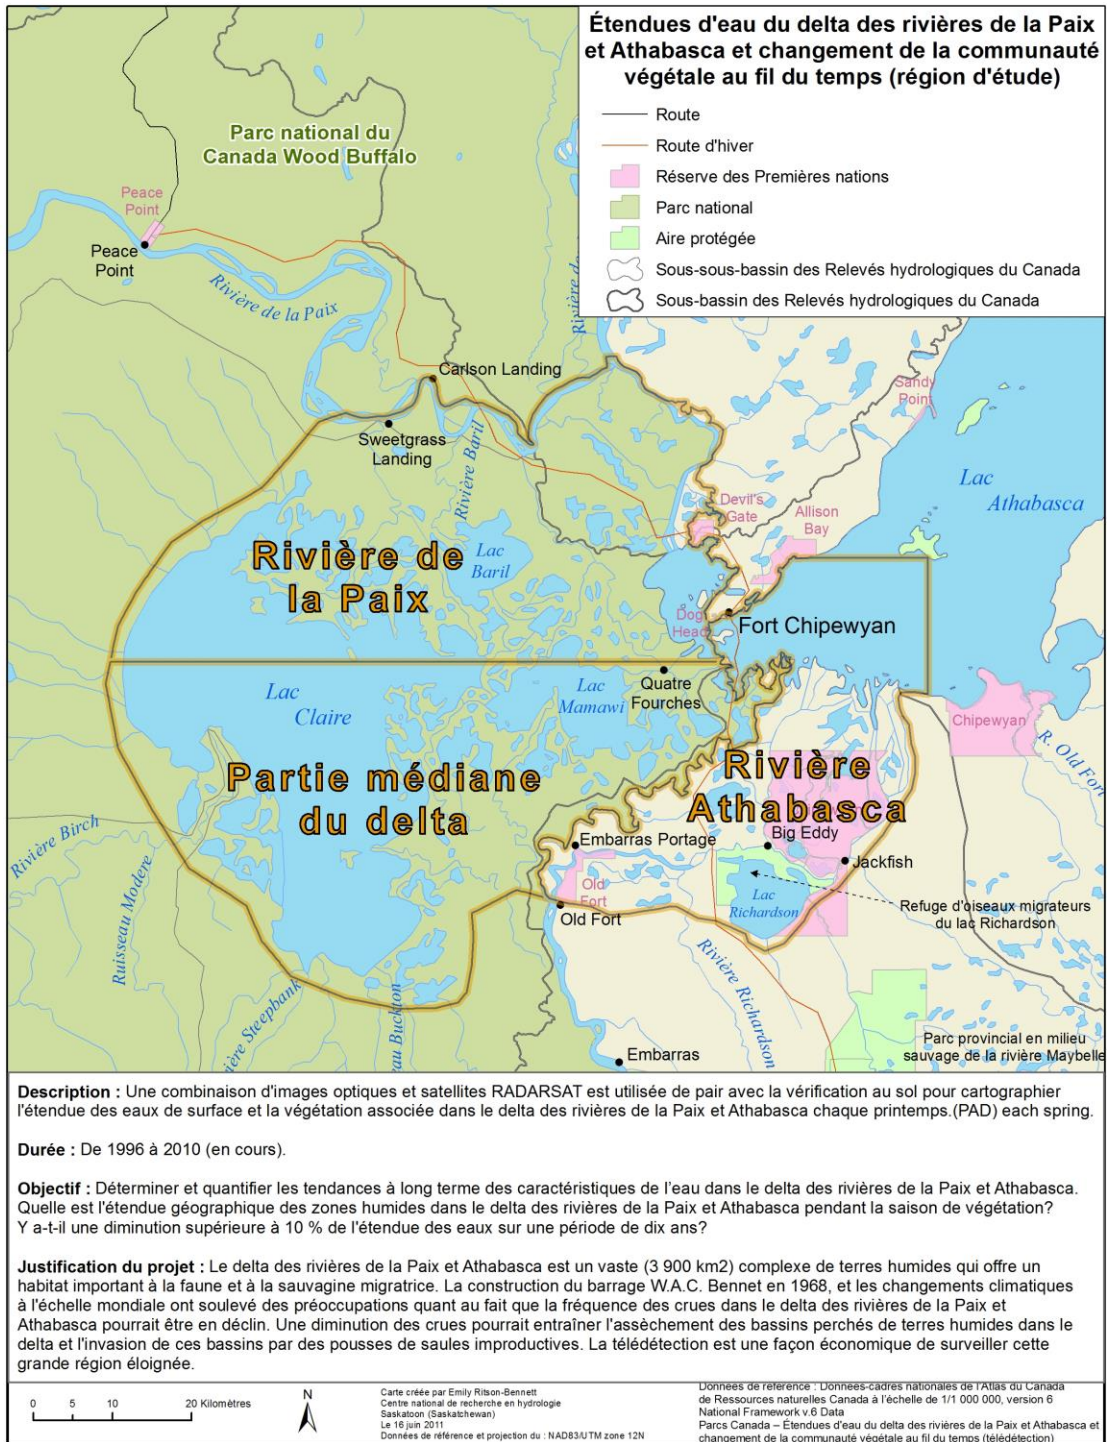 Étendues d'eau du delta des rivières de la Paix
et Athabasca et changement de la communauté
végétale au fil du temps (région d'étude)
Route
Route d'hiver
Réserve des Premières nations
Parc national
Aire protégée
Sous-sous-bassin des Relevés hydrologiques du Canada
Sous-bassin des Relevés hydrologiques du Canada
Parc national du
Canada Wood Buffalo
Peace
Point
Peace
Point
Rivière de la Paix
Rivière de
Carlson Landing
Sweetgrass
Landing
Rivière Baril
Sandy
Point
Lac
Athabasca
Devil's
Gate
Allison
Bay
Rivière de
la Paix
Lac
Baril
Dog
Head
Fort Chipewyan
Lac
Claire
Lac
Mamawi
Quatre
Fourches
Chipewyan
R. Old Fort
Partie médiane
du delta
Rivière
Athabasca
Rivière Birch
Ruisseau Modere
Embarras Portage
Big Eddy
Jackfish
Old
Fort
Old Fort
Lac
Richardson
Refuge d'oiseaux migrateurs
du lac Richardson
Rivière Richardson
ière Steepbank
eau Buckton
Embarras
Parc provincial en milieu
sauvage de la rivière Maybelle
Description : Une combinaison d'images optiques et satellites RADARSAT est utilisée de pair avec la vérification au sol pour cartographier
l'étendue des eaux de surface et la végétation associée dans le delta des rivières de la Paix et Athabasca chaque printemps.(PAD) each spring.
Durée : De 1996 à 2010 (en cours).
Objectif : Déterminer et quantifier les tendances à long terme des caractéristiques de l'eau dans le delta des rivières de la Paix et Athabasca.
Quelle est l'étendue géographique des zones humides dans le delta des rivières de la Paix et Athabasca pendant la saison de végétation?
Y a-t-il une diminution supérieure à 10 % de l'étendue des eaux sur une période de dix ans?
Justification du projet : Le delta des rivières de la Paix et Athabasca est un vaste (3 900 km2) complexe de terres humides qui offre un
habitat important à la faune et à la sauvagine migratrice. La construction du barrage W.A.C. Bennet en 1968, et les changements climatiques
à l'échelle mondiale ont soulevé des préoccupations quant au fait que la fréquence des crues dans le delta des rivières de la Paix et
Athabasca pourrait être en déclin. Une diminution des crues pourrait entraîner l'assèchement des bassins perchés de terres humides dans le
delta et l'invasion de ces bassins par des pousses de saules improductives. La télédétection est une façon économique de surveiller cette
grande région éloignée.
0 5 10 20 Kilomètres
N
Carte créée par Emily Ritson-Bennett
Centre national de recherche en hydrologie
Saskatoon (Saskatchewan)
Le 16 juin 2011
Données de référence et projection du : NAD83/UTM zone 12N
Données de référence : Données-cadres nationales de l'Atlas du Canada
de Ressources naturelles Canada à l'échelle de 1/1 000 000, version 6
National Framework v.6 Data
Parcs Canada – Étendues d'eau du delta des rivières de la Paix et Athabasca et
changement de la communauté végétale au fil du temps (télédétection)